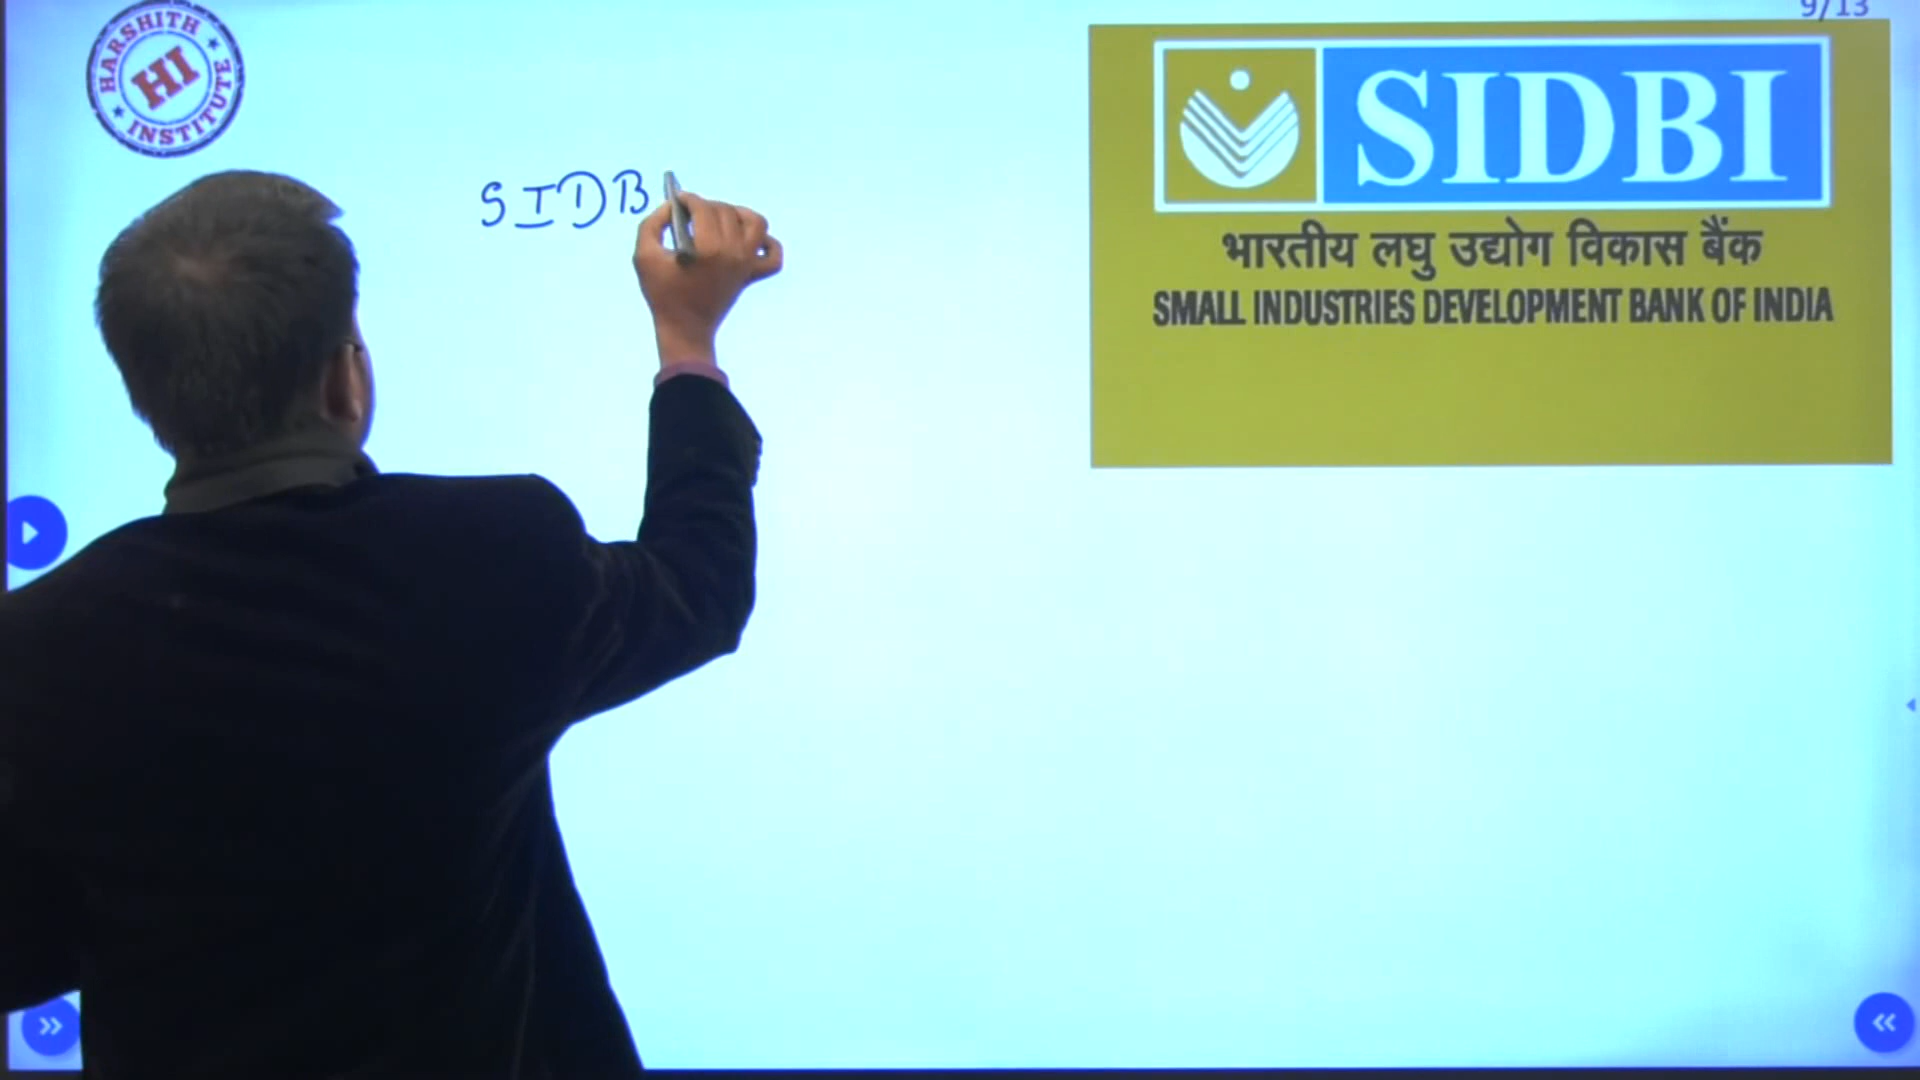 HARSHITH
HI
INSTITUTE
9/13
SIDB
SIDBI
भारतीय लघु उद्योग विकास बैंक
SMALL INDUSTRIES DEVELOPMENT BANK OF INDIA